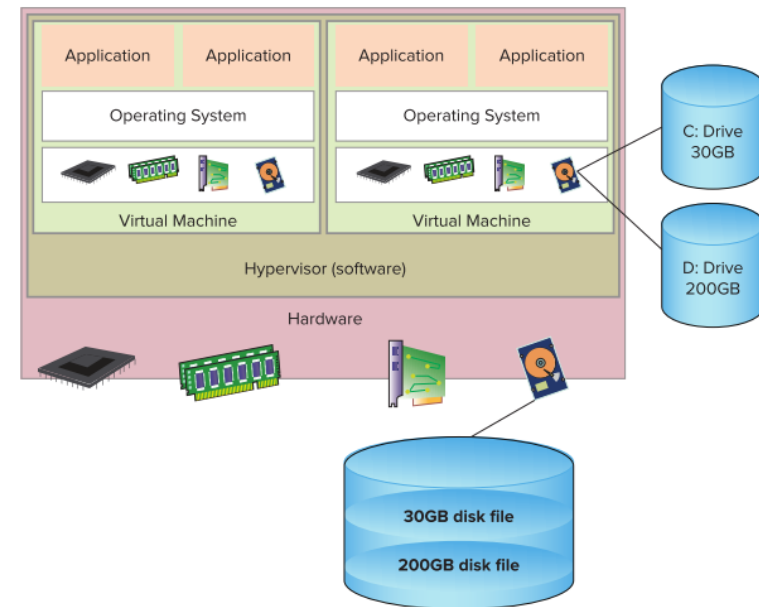 Application
Application
Application
Application
Operating System
Operating System
Virtual Machine
Virtual Machine
Hypervisor (software)
Hardware
C: Drive
30GB
D: Drive
200GB
30GB disk file
200GB disk file